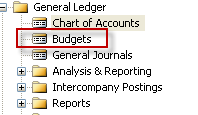 General Ledger
Chart of Accounts
Budgets
General Journals
Analysis & Reporting
Intercompany Postings
Reports